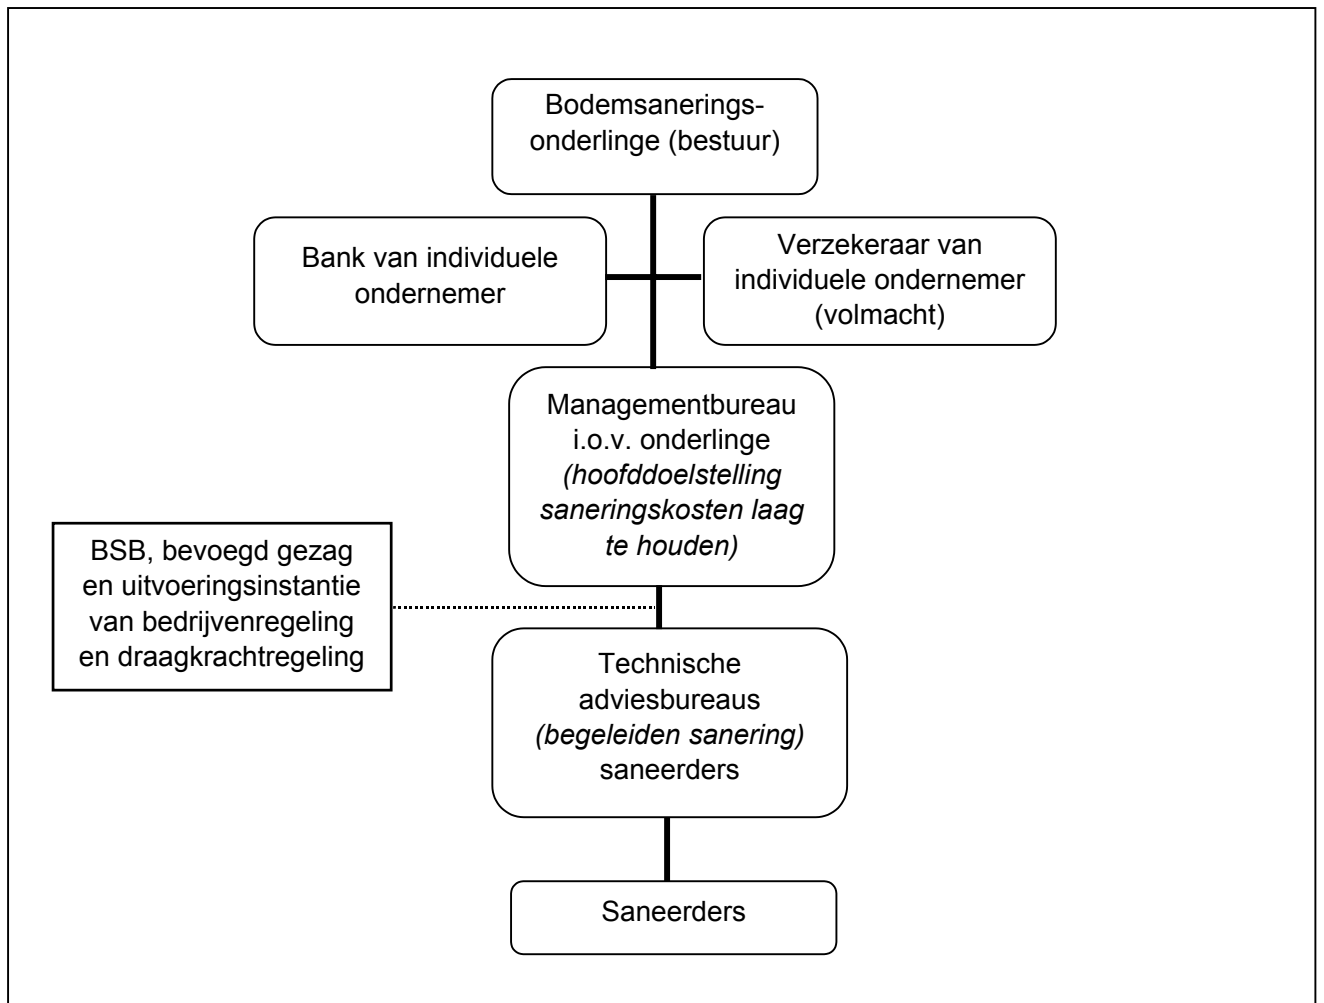 Bodemsanerings-
onderlinge (bestuur)
Bank van individuele
ondernemer
Verzekeraar van
individuele ondernemer
(volmacht)
Managementbureau
i.o.v. onderlinge
(hoofddoelstelling
saneringskosten laag
te houden)
BSB, bevoegd gezag
en uitvoeringsinstantie
van bedrijvenregeling
en draagkrachtregeling
Technische
adviesbureaus
(begeleiden sanering)
saneerders
Saneerders